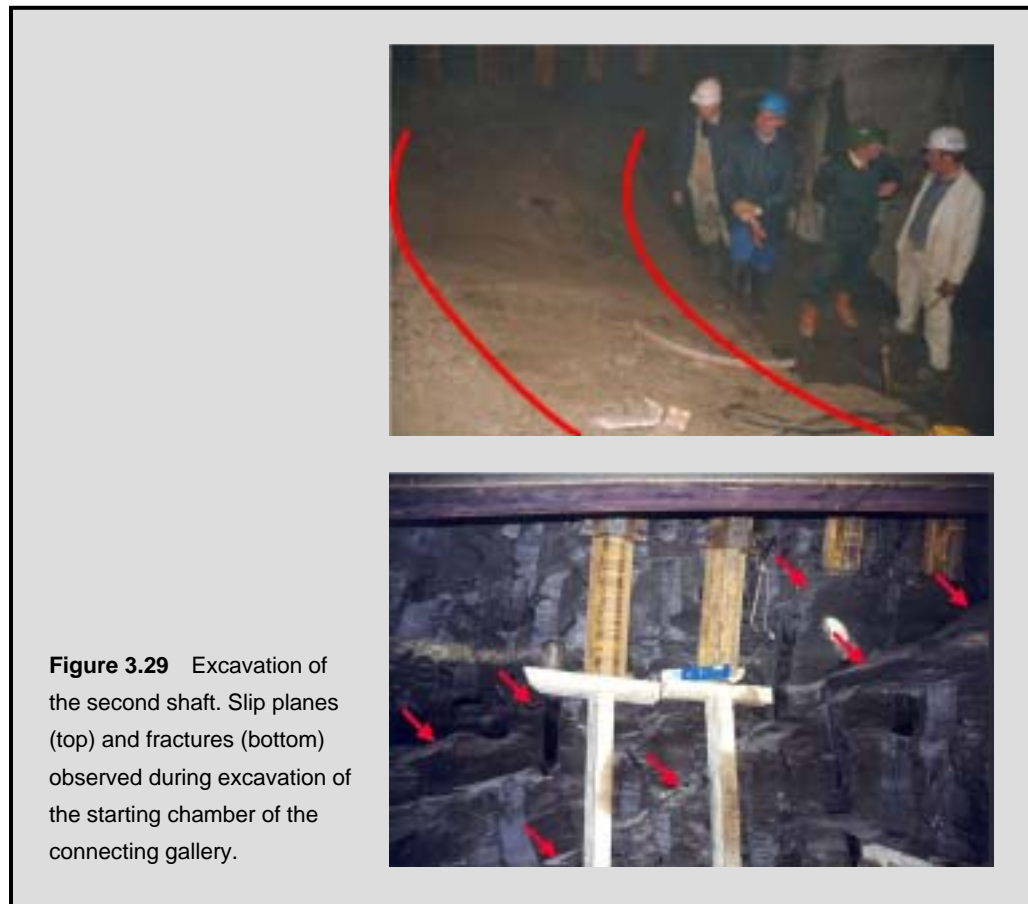 Figure 3.29 Excavation of
the second shaft. Slip planes
(top) and fractures (bottom)
observed during excavation of
the starting chamber of the
connecting gallery.